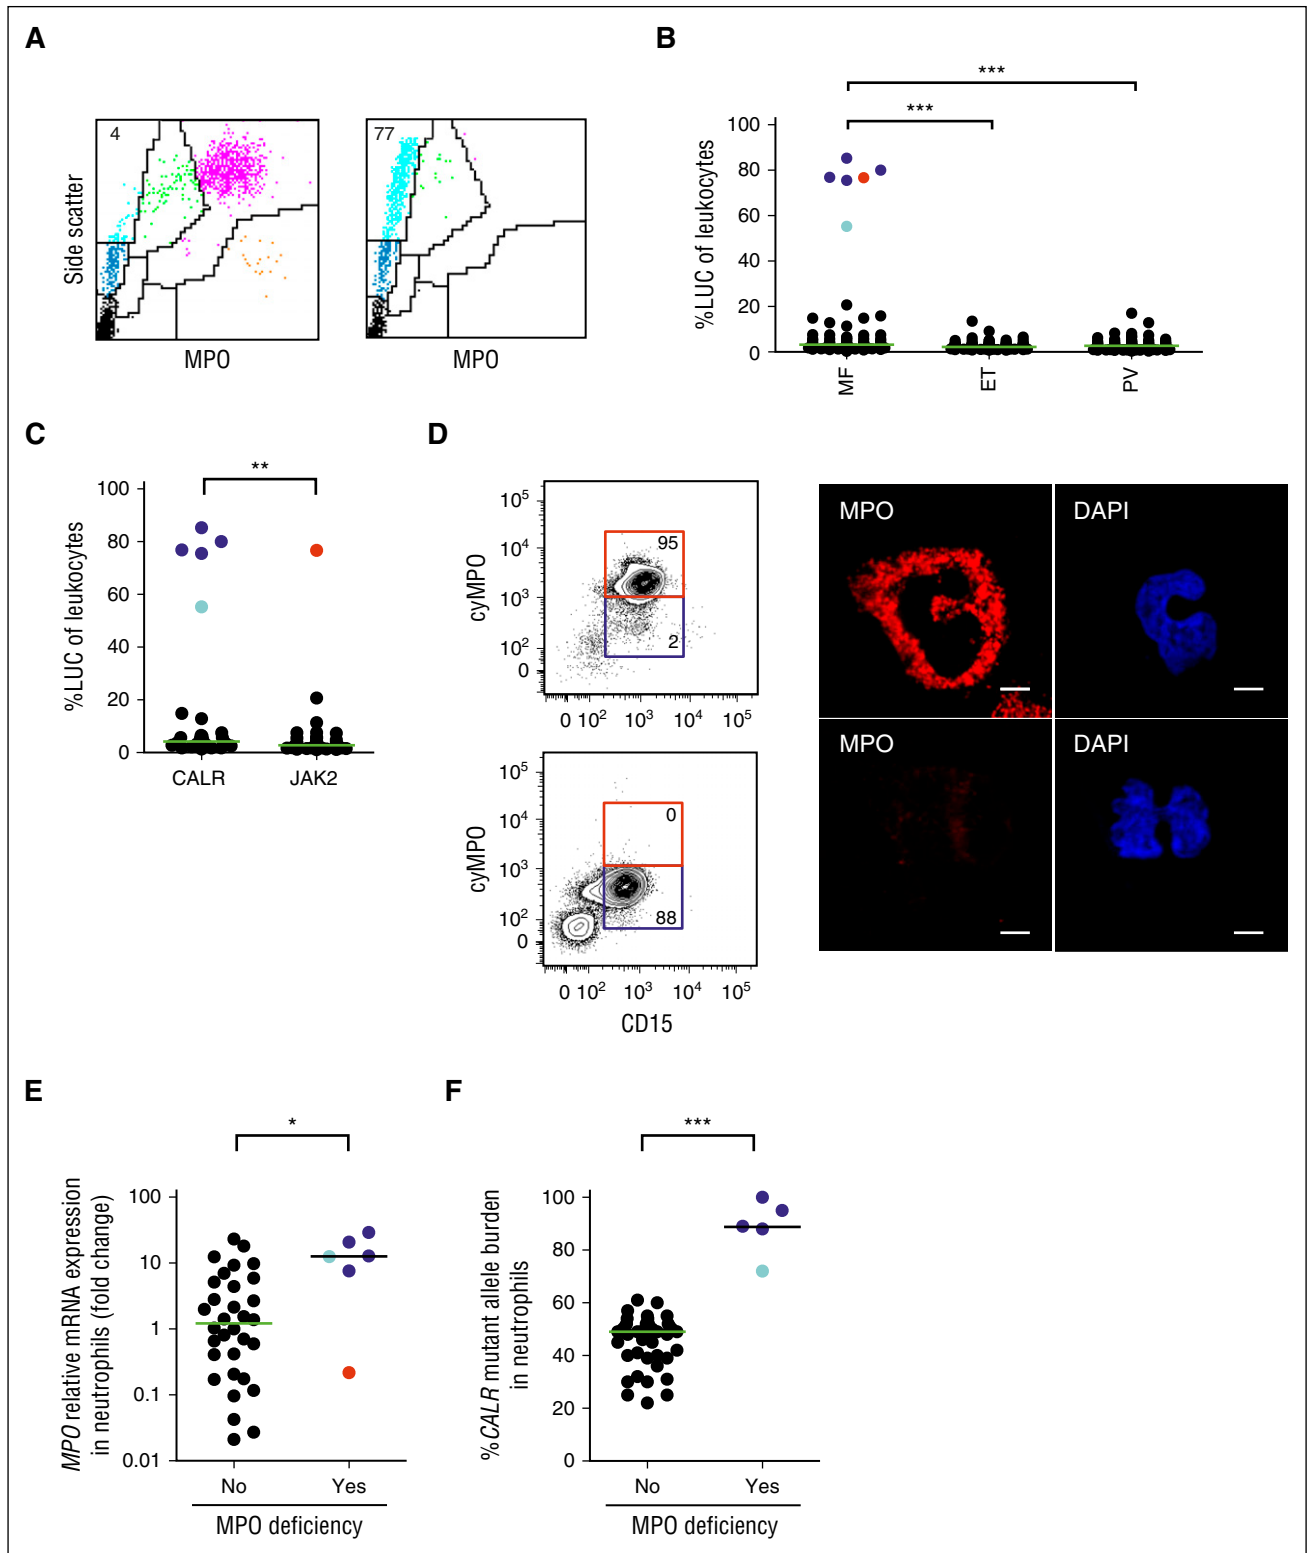 A
4
77
Side scatter
MPO
MPO
B
***
***
%LUC of leukocytes
100
80
60
40
20
0
MF
ET
PV
C
**
%LUC of leukocytes
100
80
60
40
20
0
CALR
JAK2
D
cyMPO
10^5
10^4
10^3
10^2
0
95
2
0 10^2 10^3 10^4 10^5
cyMPO
10^5
10^4
10^3
10^2
0
0
88
0 10^2 10^3 10^4 10^5
CD15
MPO
DAPI
MPO
DAPI
E
*
MPO relative mRNA expression
in neutrophils (fold change)
100
10
1
0.1
0.01
No
Yes
MPO deficiency
F
***
%CALR mutant allele burden
in neutrophils
100
80
60
40
20
0
No
Yes
MPO deficiency